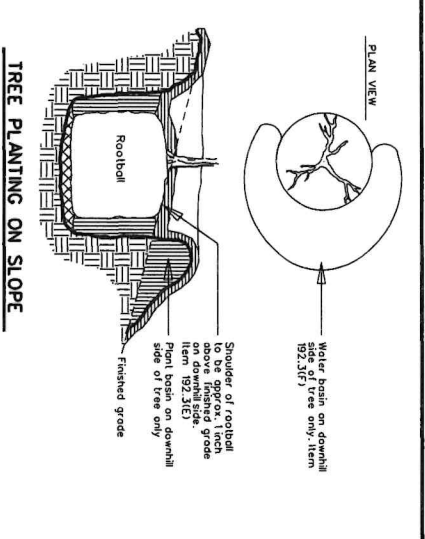 PLAN VIEW
Water basin on downhill
side of tree only. Item
192.3(F)
Rootball
Shoulder of rootball
to be approx. 1 inch
above finished grade
on downhill side.
Item 192.3(E)
Plant basin on downhill
side of tree only
Finished grade
TREE PLANTING ON SLOPE